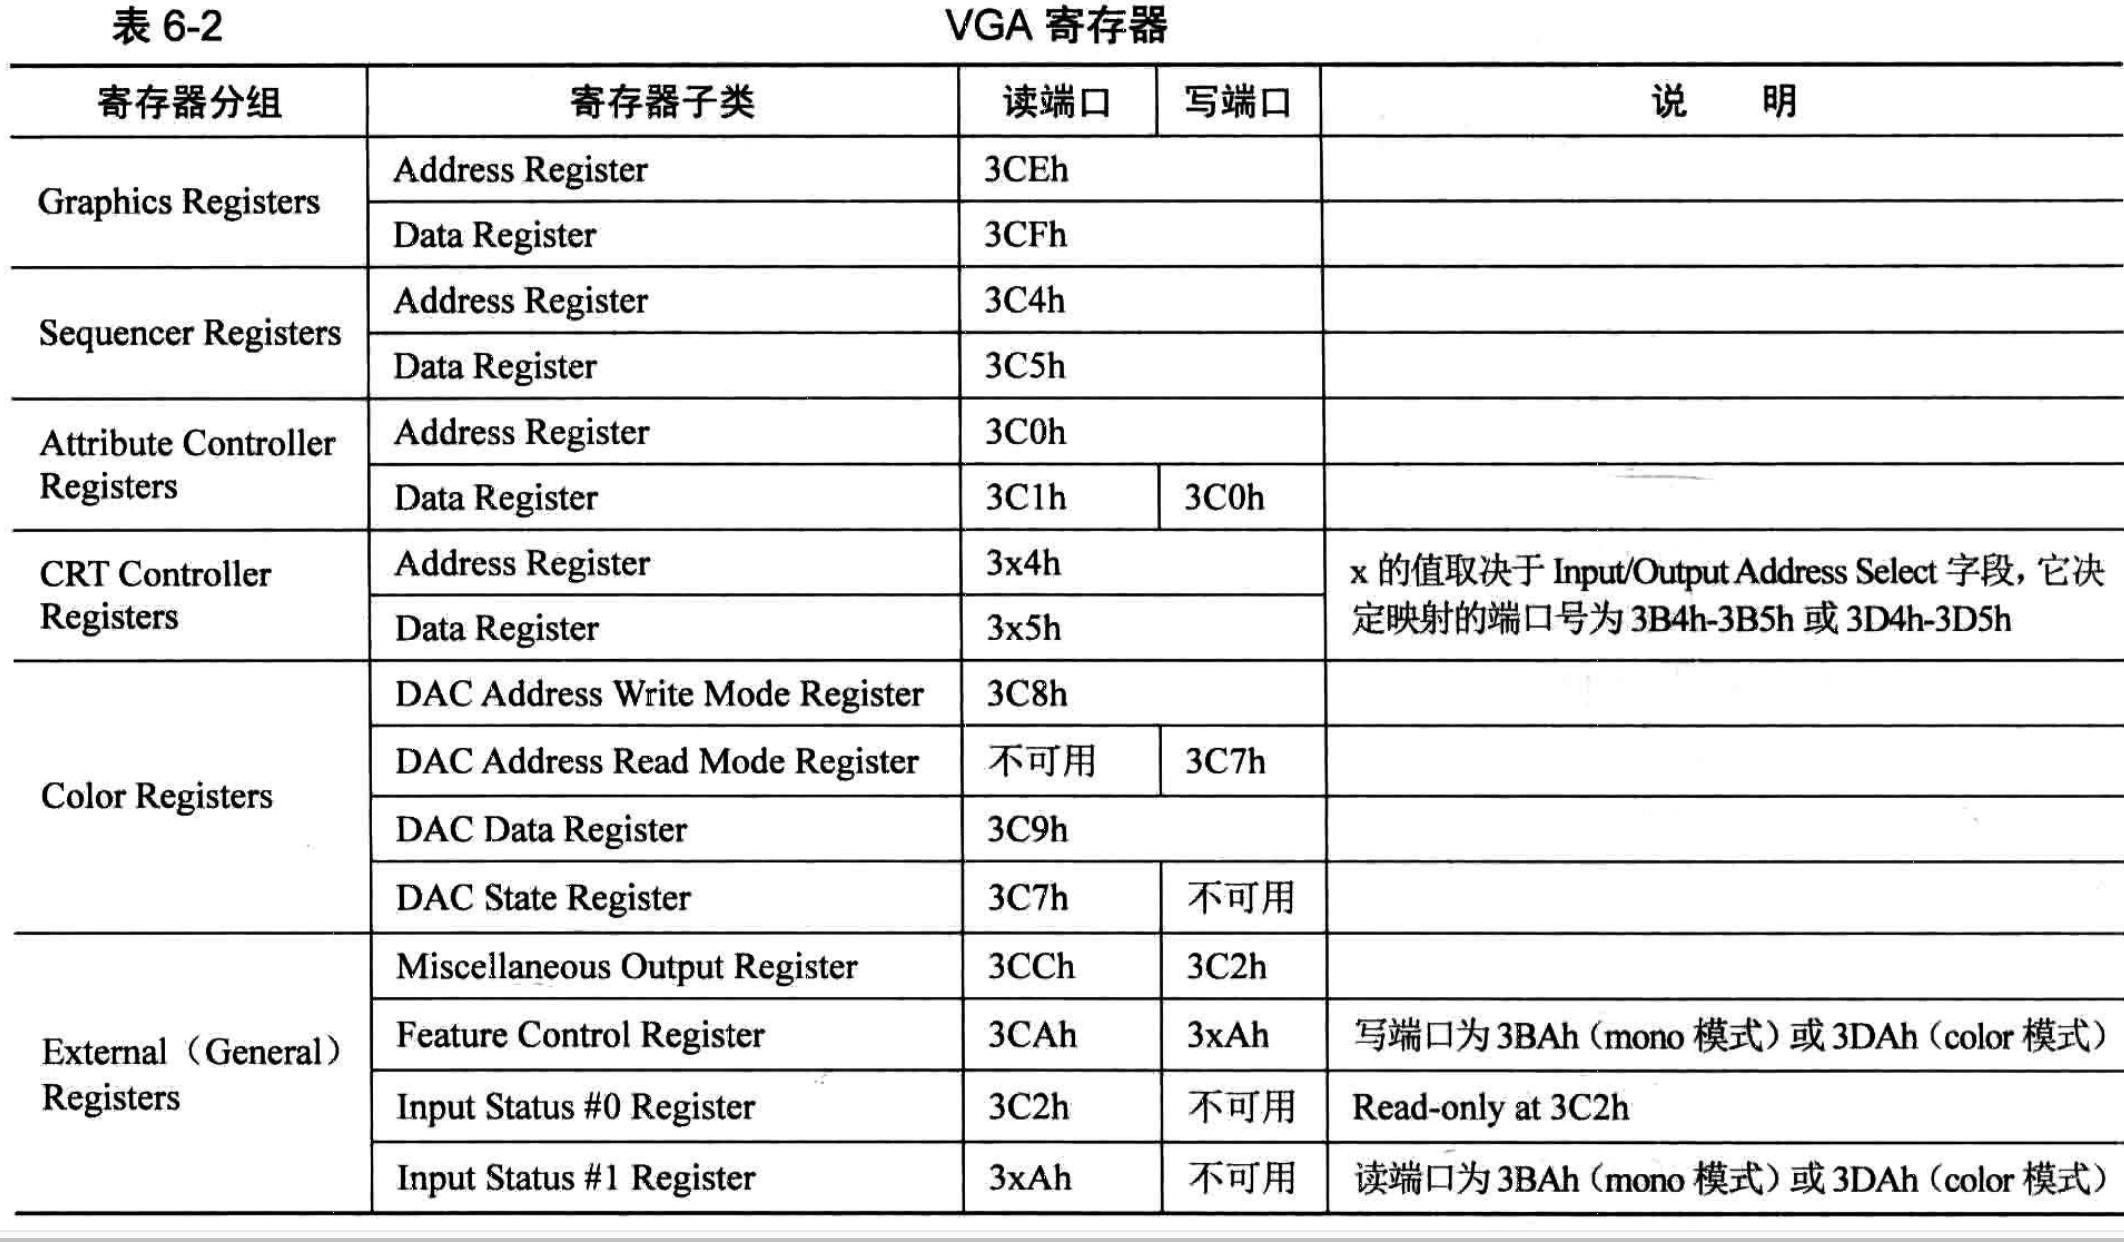 表 6-2 VGA 寄存器
寄存器分组 寄存器子类 读端口 写端口 说 明
Graphics Registers
Address Register 3CEh
Data Register 3CFh
Sequencer Registers
Address Register 3C4h
Data Register 3C5h
Attribute Controller
Registers
Address Register 3C0h
Data Register 3C1h 3C0h
CRT Controller
Registers
Address Register 3x4h
Data Register 3x5h
x 的值取决于 Input/Output Address Select 字段，它决
定映射的端口号为 3B4h-3B5h 或 3D4h-3D5h
Color Registers
DAC Address Write Mode Register 3C8h
DAC Address Read Mode Register 不可用 3C7h
DAC Data Register 3C9h
DAC State Register 3C7h 不可用
External（General）
Registers
Miscellaneous Output Register 3CCh 3C2h
Feature Control Register 3CAh 3xAh 写端口为 3BAh（mono 模式）或 3DAh（color 模式）
Input Status #0 Register 3C2h 不可用 Read-only at 3C2h
Input Status #1 Register 3xAh 不可用 读端口为 3BAh（mono 模式）或 3DAh（color 模式）